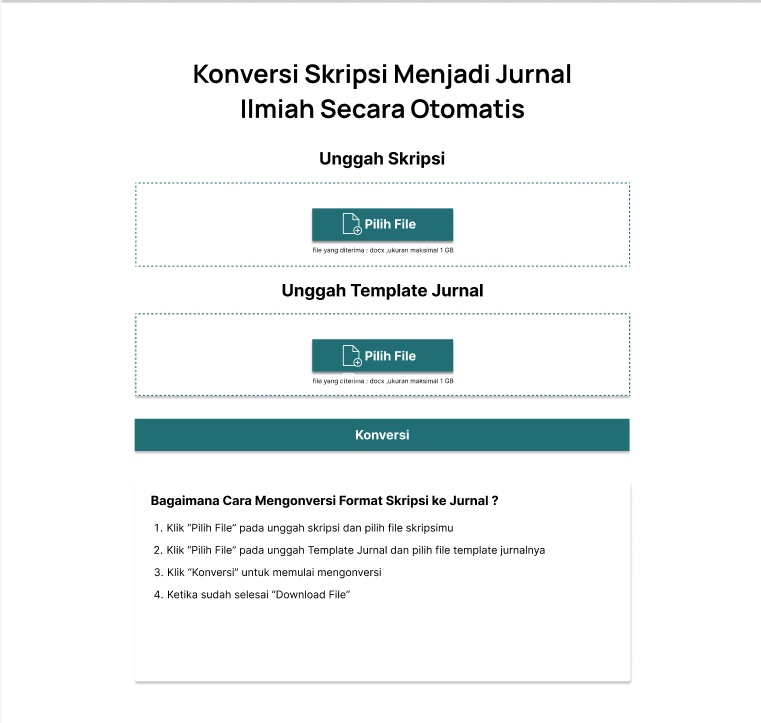 Konversi Skripsi Menjadi Jurnal
Ilmiah Secara Otomatis
Unggah Skripsi
Pilih File
file yang diterima : docx ,ukuran maksimal 1 GB
Unggah Template Jurnal
Pilih File
file yang citerima : docx ,ukuran maksimal 1 GB
Konversi
Bagaimana Cara Mengonversi Format Skripsi ke Jurnal ?
1. Klik “Pilih File” pada unggah skripsi dan pilih file skripsimu
2. Klik “Pilih File” pada unggah Template Jurnal dan pilih file template jurnalnya
3. Klik “Konversi” untuk memulai mengonversi
4. Ketika sudah selesai “Download File”